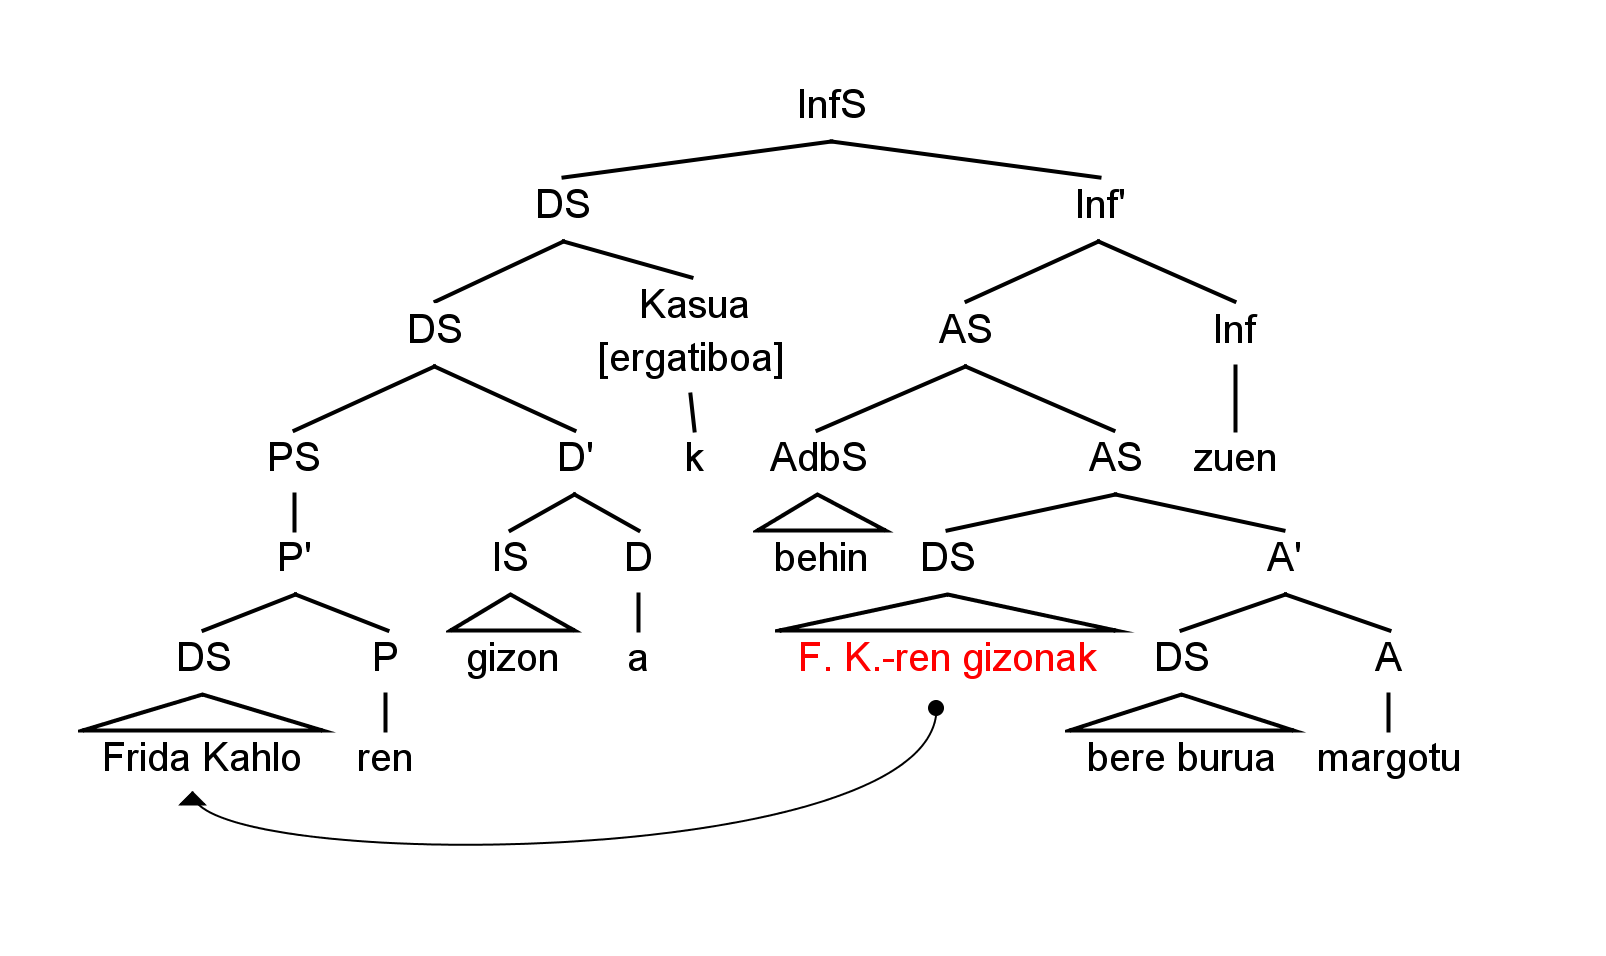 InfS
DS Inf'
DS Kasua AS Inf
[ergatiboa]
PS D' k AdbS AS zuen
P' IS D behin DS A'
DS P gizon a F. K.-ren gizonak DS A
Frida Kahlo ren bere burua margotu